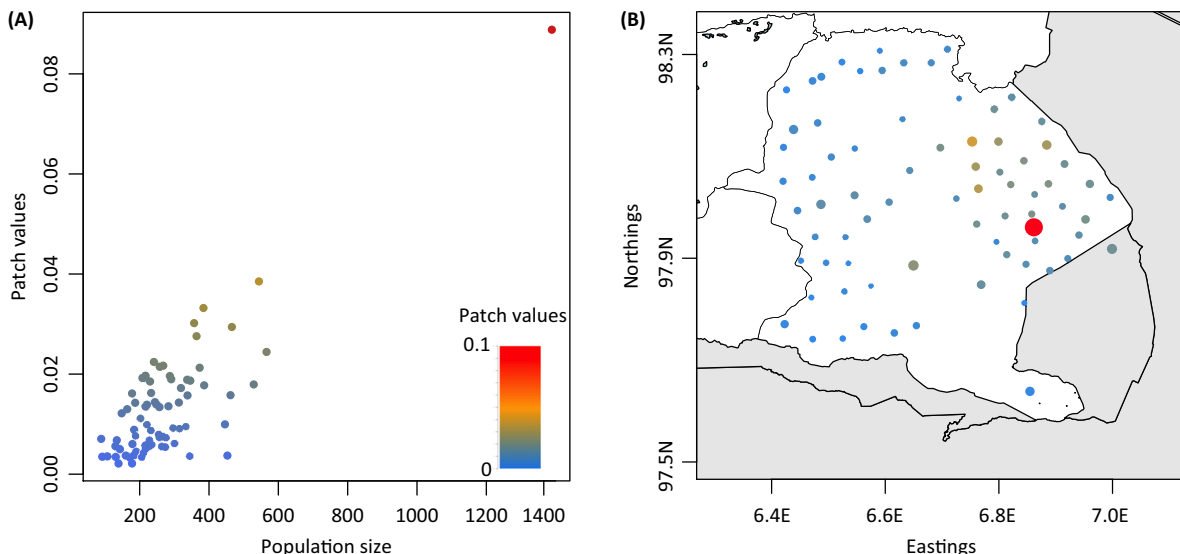 (A)
Patch values
0.00
0.02
0.04
0.06
0.08
Patch values
0.1
0
200
400
600
800
1000
1200
1400
Population size
(B)
Northings
98.3N
97.9N
97.5N
6.4E
6.6E
6.8E
7.0E
Eastings